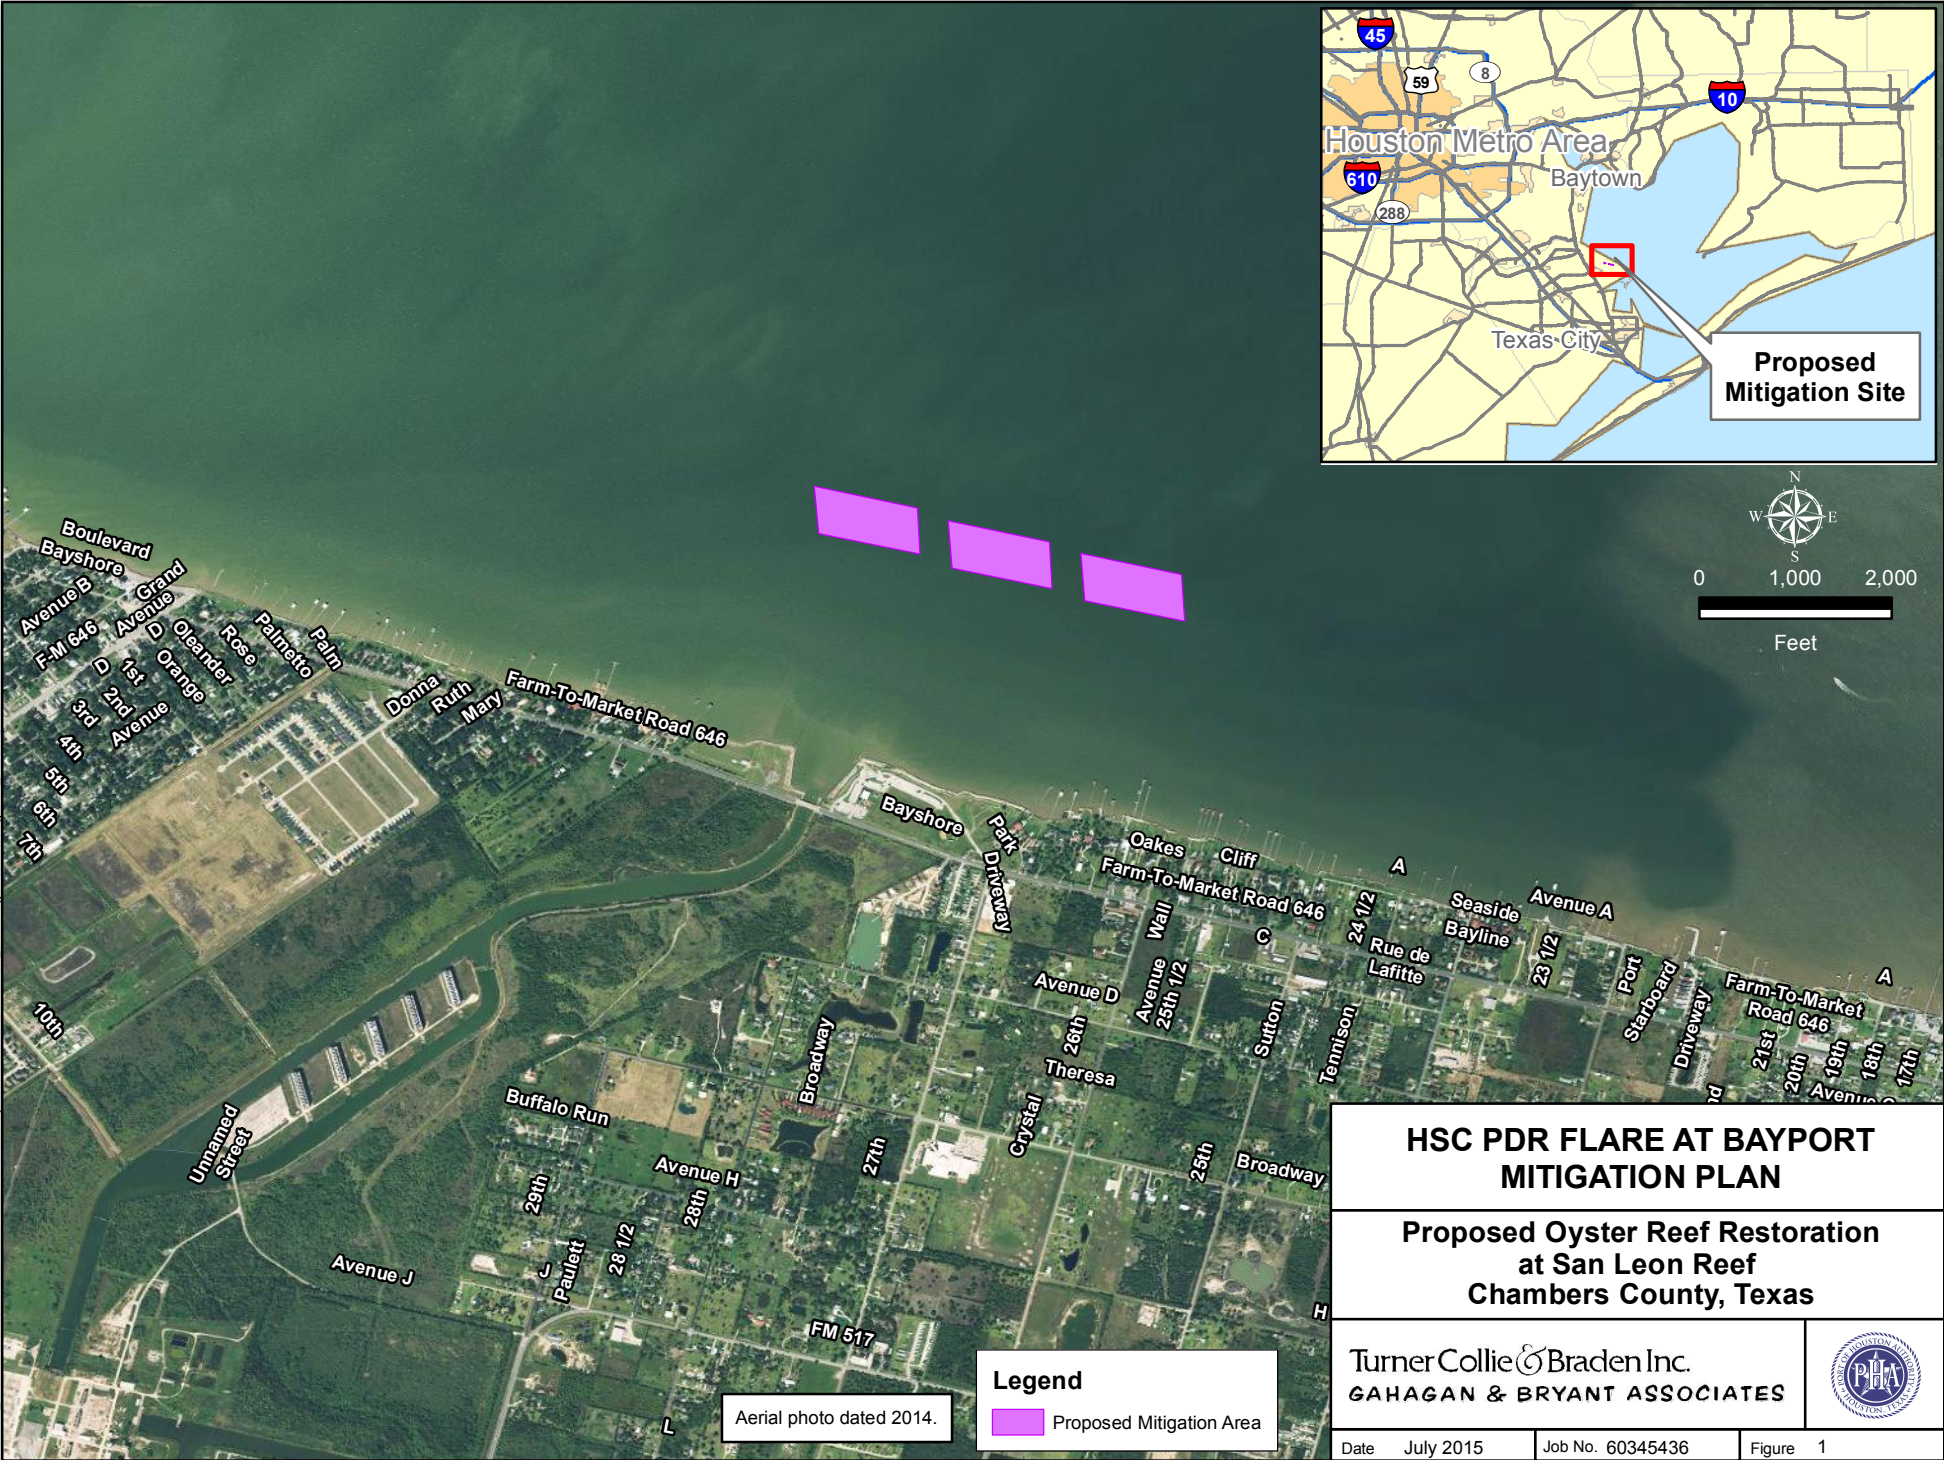 45
59
8
10
Houston Metro Area
610
Baytown
288
Texas City
Proposed
Mitigation Site
N
W
E
S
0
1,000
2,000
Feet
Boulevard
Bayshore
Avenue B
Grand
Avenue
F-M 646
D
D
1st
2nd
3rd
4th
5th
6th
7th
Avenue
Oleander
Orange
Rose
Palmetto
Palm
Donna
Ruth
Mary
Farm-To-Market Road 646
Bayshore
Park
Driveway
Oakes
Cliff
A
Farm-To-Market Road 646
Wall
C
24 1/2
Rue de
Lafitte
Seaside
Bayline
Avenue A
23 1/2
Port
Starboard
Driveway
Farm-To-Market
Road 646
A
21st
20th
19th
18th
17th
Avenue D
Avenue
25th 1/2
26th
Theresa
Sutton
Tennison
10th
Broadway
Buffalo Run
Unnamed
Street
Crystal
27th
Avenue H
25th
Broadway
29th
28th
28 1/2
Avenue J
J
Paulett
FM 517
H
L
Aerial photo dated 2014.
Legend
Proposed Mitigation Area
HSC PDR FLARE AT BAYPORT
MITIGATION PLAN
Proposed Oyster Reef Restoration
at San Leon Reef
Chambers County, Texas
Turner Collie & Braden Inc.
GAHAGAN & BRYANT ASSOCIATES
PORT OF HOUSTON AUTHORITY
PHA
HOUSTON, TEXAS
Date July 2015
Job No. 60345436
Figure 1